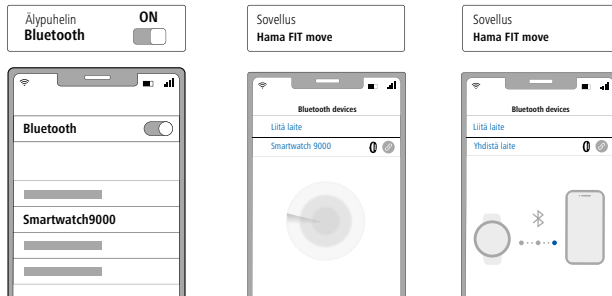 Älypuhelin
Bluetooth
ON
Bluetooth
Smartwatch9000
Sovellus
Hama FIT move
Bluetooth devices
Liitä laite
Smartwatch 9000
Sovellus
Hama FIT move
Bluetooth devices
Liità laite
Yhdistä laite